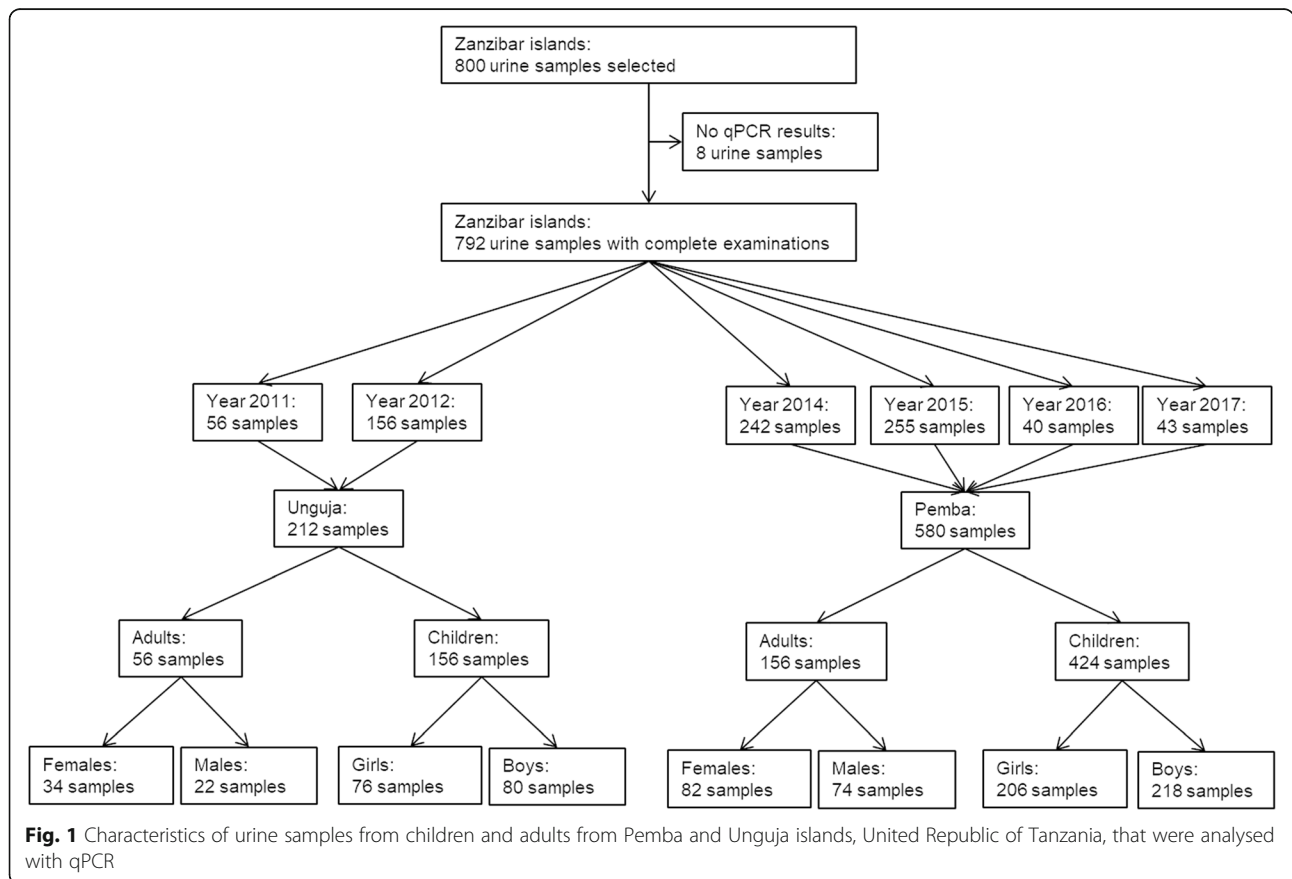 Zanzibar islands:
800 urine samples selected
No qPCR results:
8 urine samples
Zanzibar islands:
792 urine samples with complete examinations
Year 2011:
56 samples
Year 2012:
156 samples
Year 2014:
242 samples
Year 2015:
255 samples
Year 2016:
40 samples
Year 2017:
43 samples
Unguja:
212 samples
Pemba:
580 samples
Adults:
56 samples
Children:
156 samples
Adults:
156 samples
Children:
424 samples
Females:
34 samples
Males:
22 samples
Girls:
76 samples
Boys:
80 samples
Females:
82 samples
Males:
74 samples
Girls:
206 samples
Boys:
218 samples
Fig. 1 Characteristics of urine samples from children and adults from Pemba and Unguja islands, United Republic of Tanzania, that were analysed
with qPCR